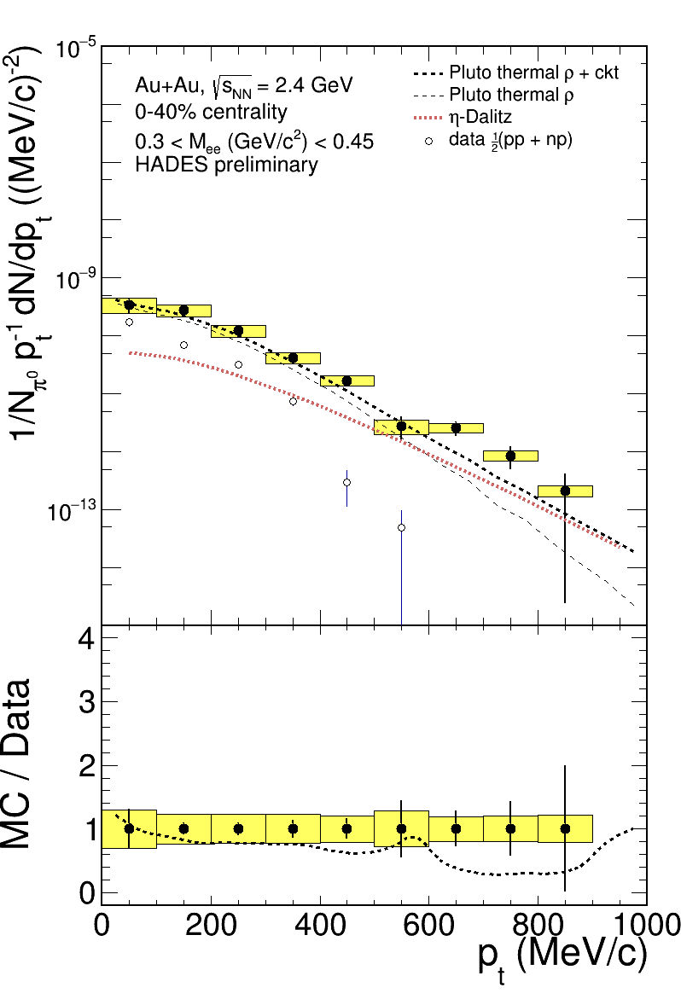 10⁻⁵
Au+Au, √s_NN = 2.4 GeV
0-40% centrality
0.3 < M_ee (GeV/c²) < 0.45
HADES preliminary
Pluto thermal ρ + ckt
Pluto thermal ρ
η-Dalitz
data ½(pp + np)
1/N_π⁰ p_t⁻¹ dN/dp_t ((MeV/c)⁻²)
10⁻⁹
10⁻¹³
MC / Data
4
3
2
1
0
0 200 400 600 800 1000
p_t (MeV/c)